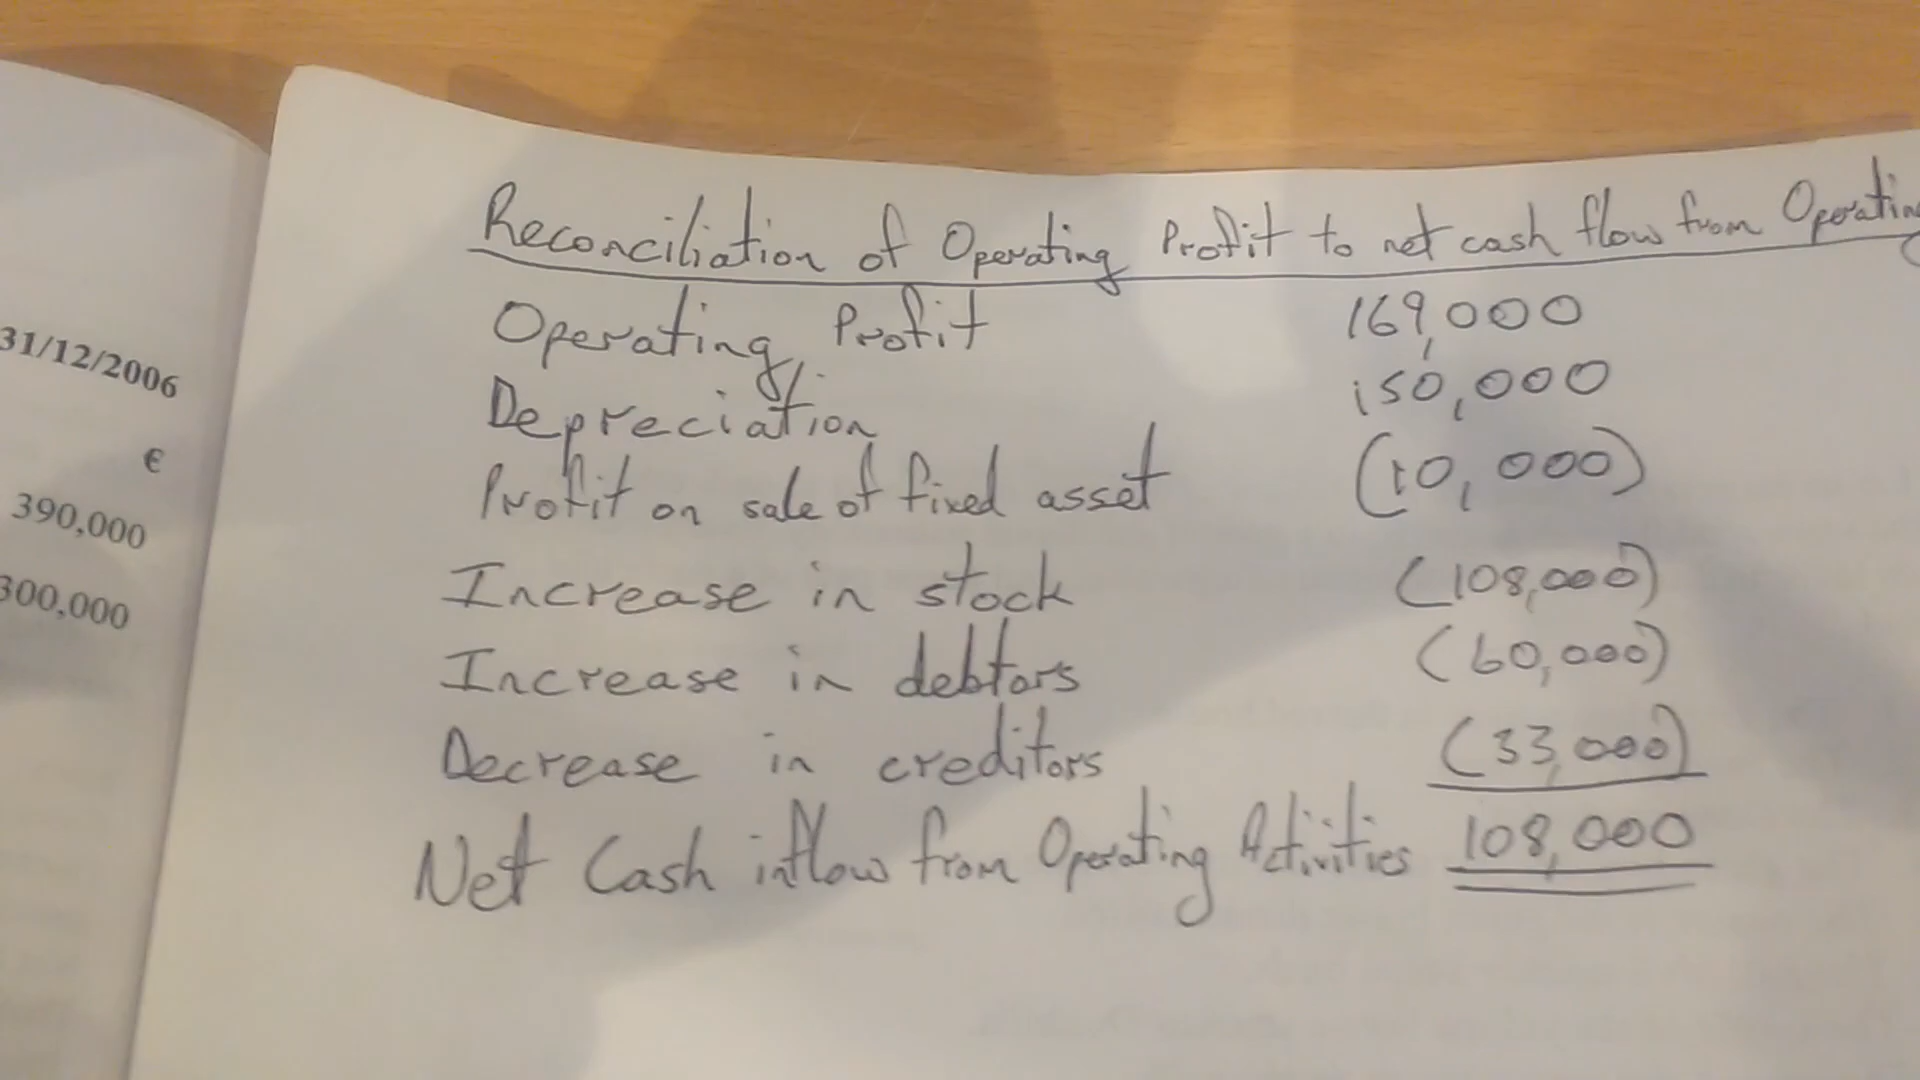 31/12/2006
€
390,000
300,000
Reconciliation of Operating Profit to net cash flow from Operating
Operating Profit 169,000
Depreciation 150,000
Profit on sale of fixed asset (10,000)
Increase in stock (108,000)
Increase in debtors (60,000)
Decrease in creditors (33,000)
Net Cash inflow from Operating Activities 108,000